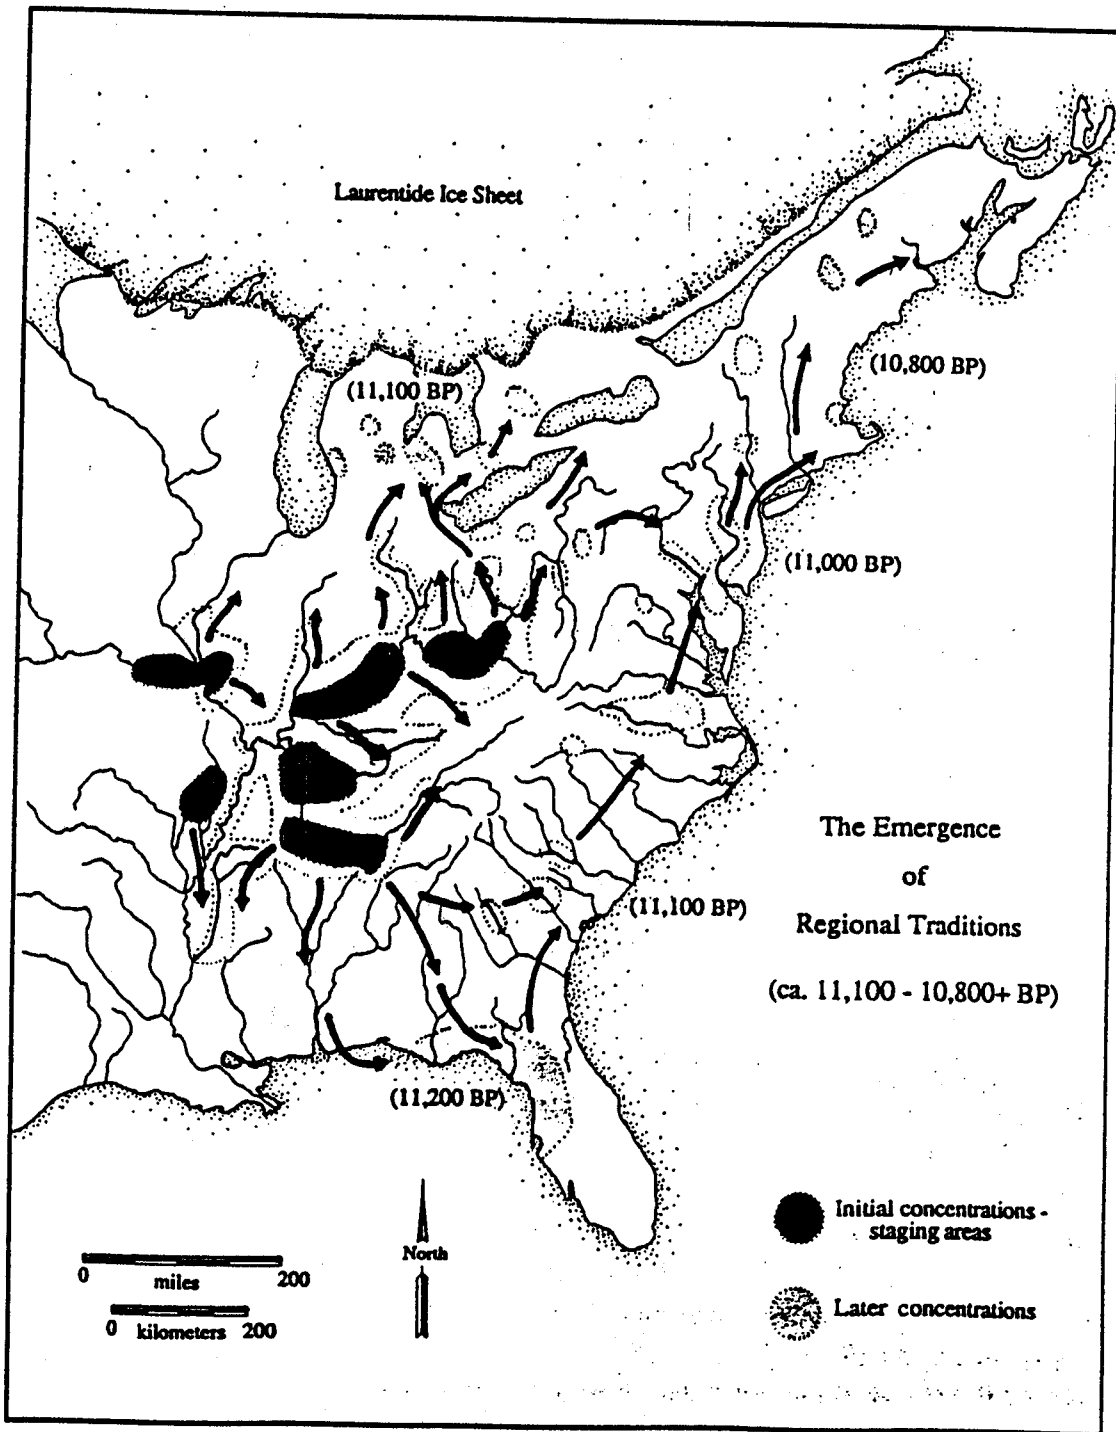 Laurentide Ice Sheet
(11,100 BP)
(10,800 BP)
(11,000 BP)
The Emergence
of
Regional Traditions
(ca. 11,100 - 10,800+ BP)
(11,100 BP)
(11,200 BP)
Initial concentrations -
staging areas
Later concentrations
North
0 miles 200
0 kilometers 200